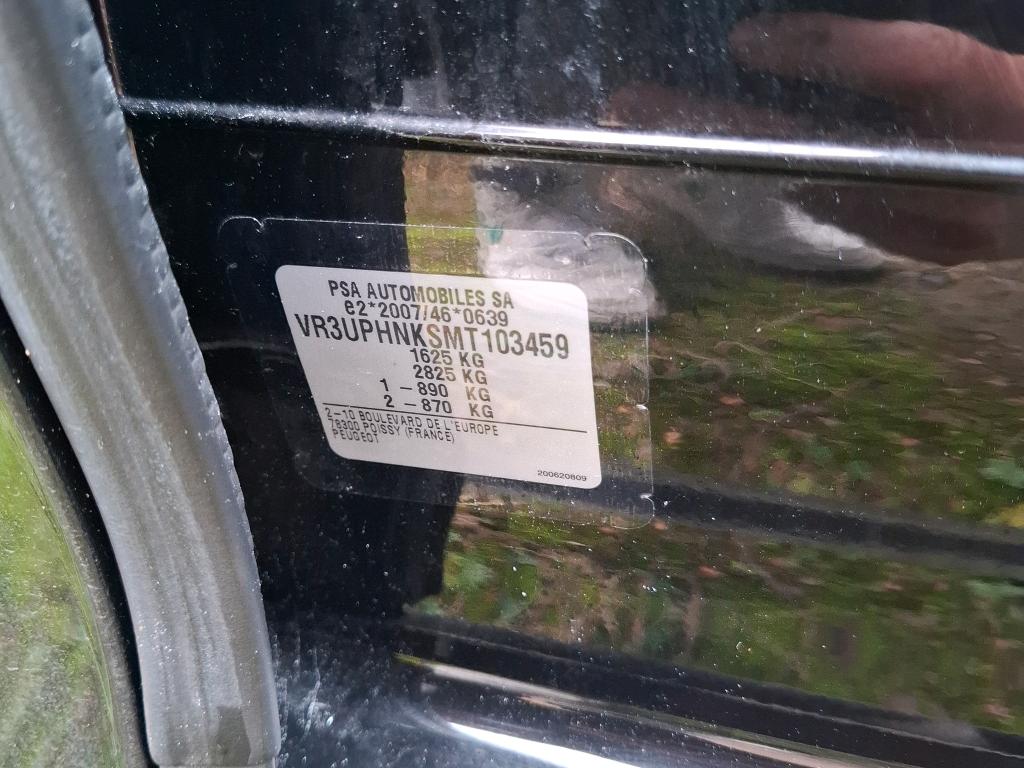 PSA AUTOMOBILES SA
e2*2007/46*0639
VR3UPHNKSMT103459
1625 KG
2825 KG
1 – 890 KG
2 – 870 KG
2–10 BOULEVARD DE L'EUROPE
78300 POISSY (FRANCE)
PEUGEOT
200620809